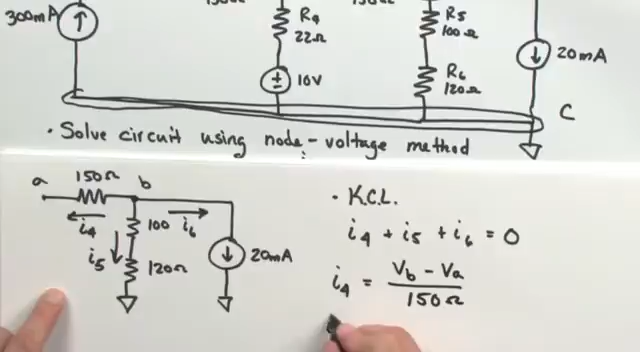 300mA
R4
22Ω
10V
R5
100Ω
R6
120Ω
20mA
C
• Solve circuit using node-voltage method
a
150Ω
b
i4
100
i6
i5
120Ω
20mA
• K.C.L.
i4 + i5 + i6 = 0
i4 = Vb - Va
150Ω